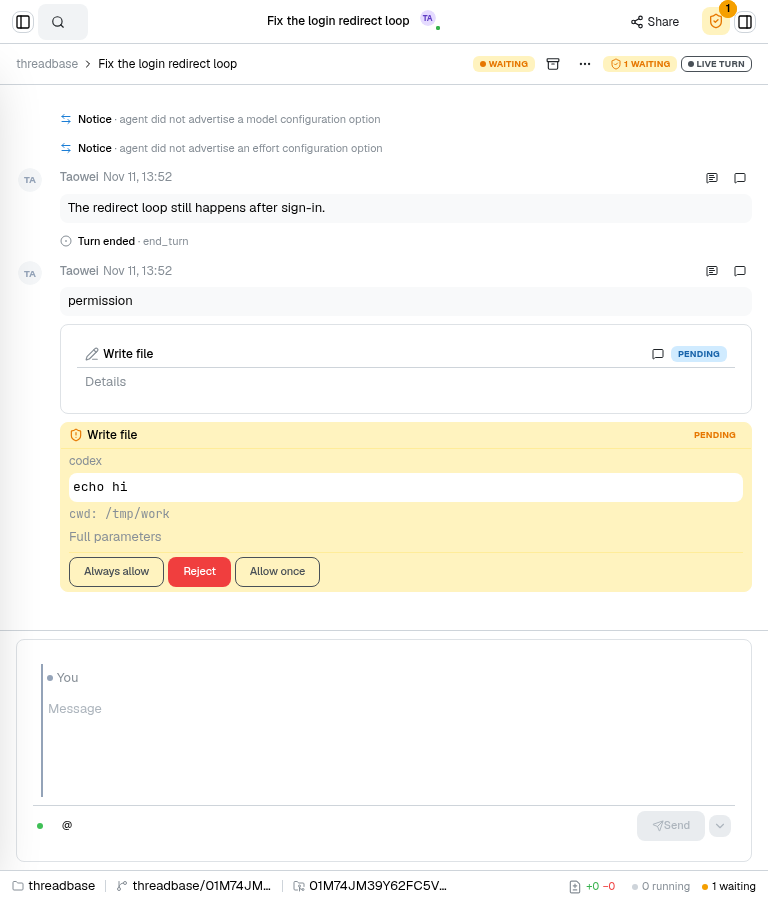 Fix the login redirect loop
TA
Share
1
threadbase
Fix the login redirect loop
WAITING
1 WAITING
LIVE TURN
Notice · agent did not advertise a model configuration option
Notice · agent did not advertise an effort configuration option
TA
Taowei Nov 11, 13:52
The redirect loop still happens after sign-in.
Turn ended · end_turn
TA
Taowei Nov 11, 13:52
permission
Write file
PENDING
Details
Write file
PENDING
codex
echo hi
cwd: /tmp/work
Full parameters
Always allow
Reject
Allow once
You
Message
@
Send
threadbase
threadbase/01M74JM…
01M74JM39Y62FC5V…
+0 −0
0 running
1 waiting